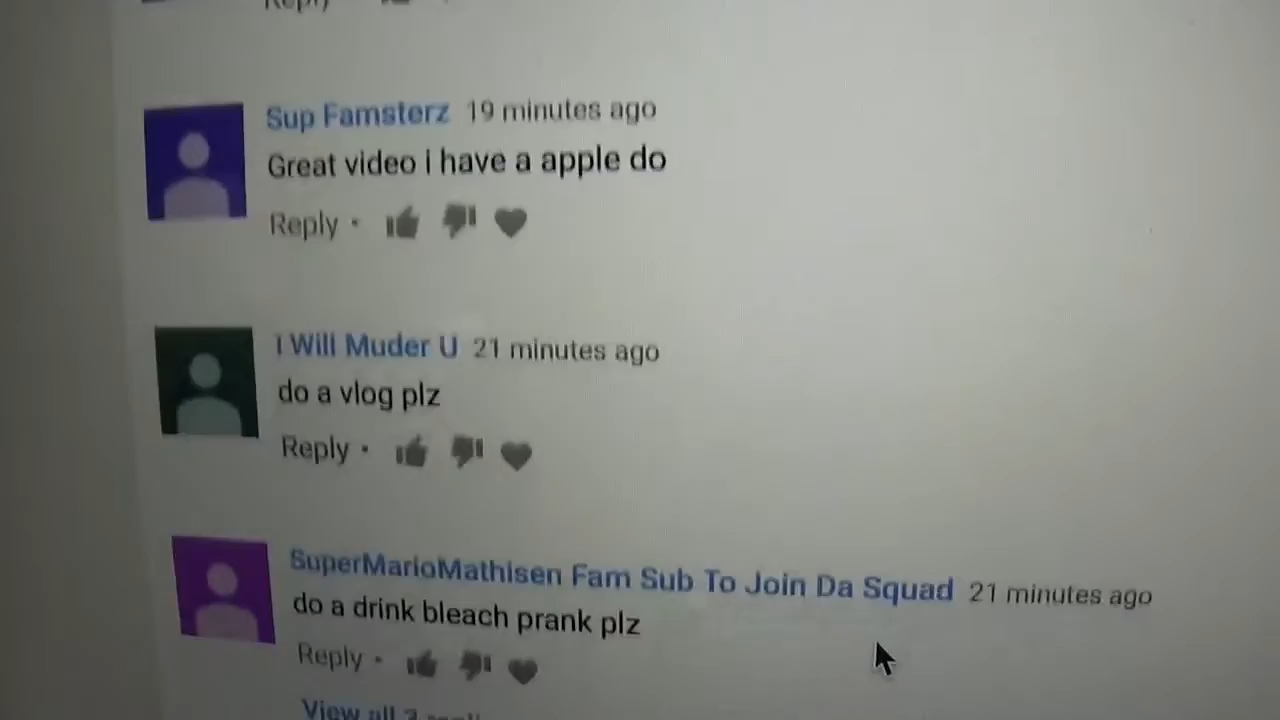 Reply
Sup Famsterz 19 minutes ago
Great video i have a apple do
Reply •
I Will Muder U 21 minutes ago
do a vlog plz
Reply •
SuperMarioMathisen Fam Sub To Join Da Squad 21 minutes ago
do a drink bleach prank plz
Reply •
View all